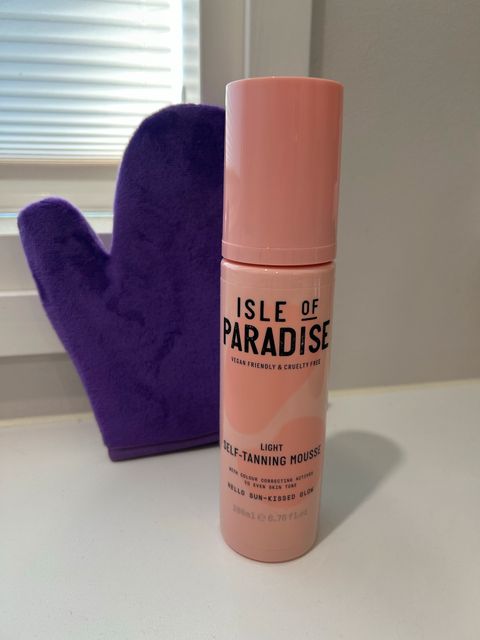 ISLE OF
PARADISE
VEGAN FRIENDLY & CRUELTY FREE
LIGHT
SELF-TANNING MOUSSE
WITH COLOUR CORRECTING ACTIVES
TO EVEN SKIN TONE
HELLO SUN-KISSED GLOW
200ml ℮ 6.76 fl.oz